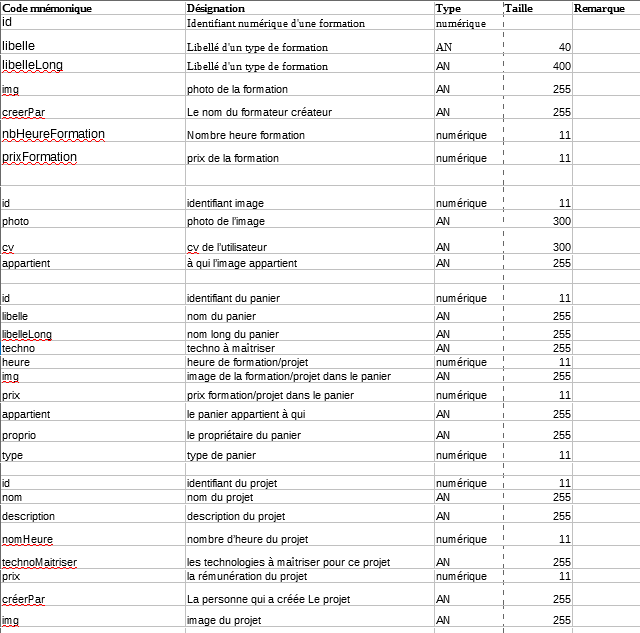 Code mnémonique Désignation Type Taille Remarque
id Identifiant numérique d'une formation numérique
libelle Libellé d'un type de formation AN 40
libelleLong Libellé d'un type de formation AN 400
img photo de la formation AN 255
creerPar Le nom du formateur créateur AN 255
nbHeureFormation Nombre heure formation numérique 11
prixFormation prix de la formation numérique 11
id identifiant image numérique 11
photo photo de l'image AN 300
cv cv de l'utilisateur AN 300
appartient à qui l'image appartient AN 255
id identifiant du panier numérique 11
libelle nom du panier AN 255
libelleLong nom long du panier AN 255
techno techno à maîtriser AN 255
heure heure de formation/projet numérique 11
img image de la formation/projet dans le panier AN 255
prix prix formation/projet dans le panier numérique 11
appartient le panier appartient à qui AN 255
proprio le propriétaire du panier AN 255
type type de panier numérique 11
id identifiant du projet numérique 11
nom nom du projet AN 255
description description du projet AN 255
nomHeure nombre d'heure du projet numérique 11
technoMaitriser les technologies à maîtriser pour ce projet AN 255
prix la rémunération du projet numérique 11
créerPar La personne qui a créée Le projet AN 255
img image du projet AN 255